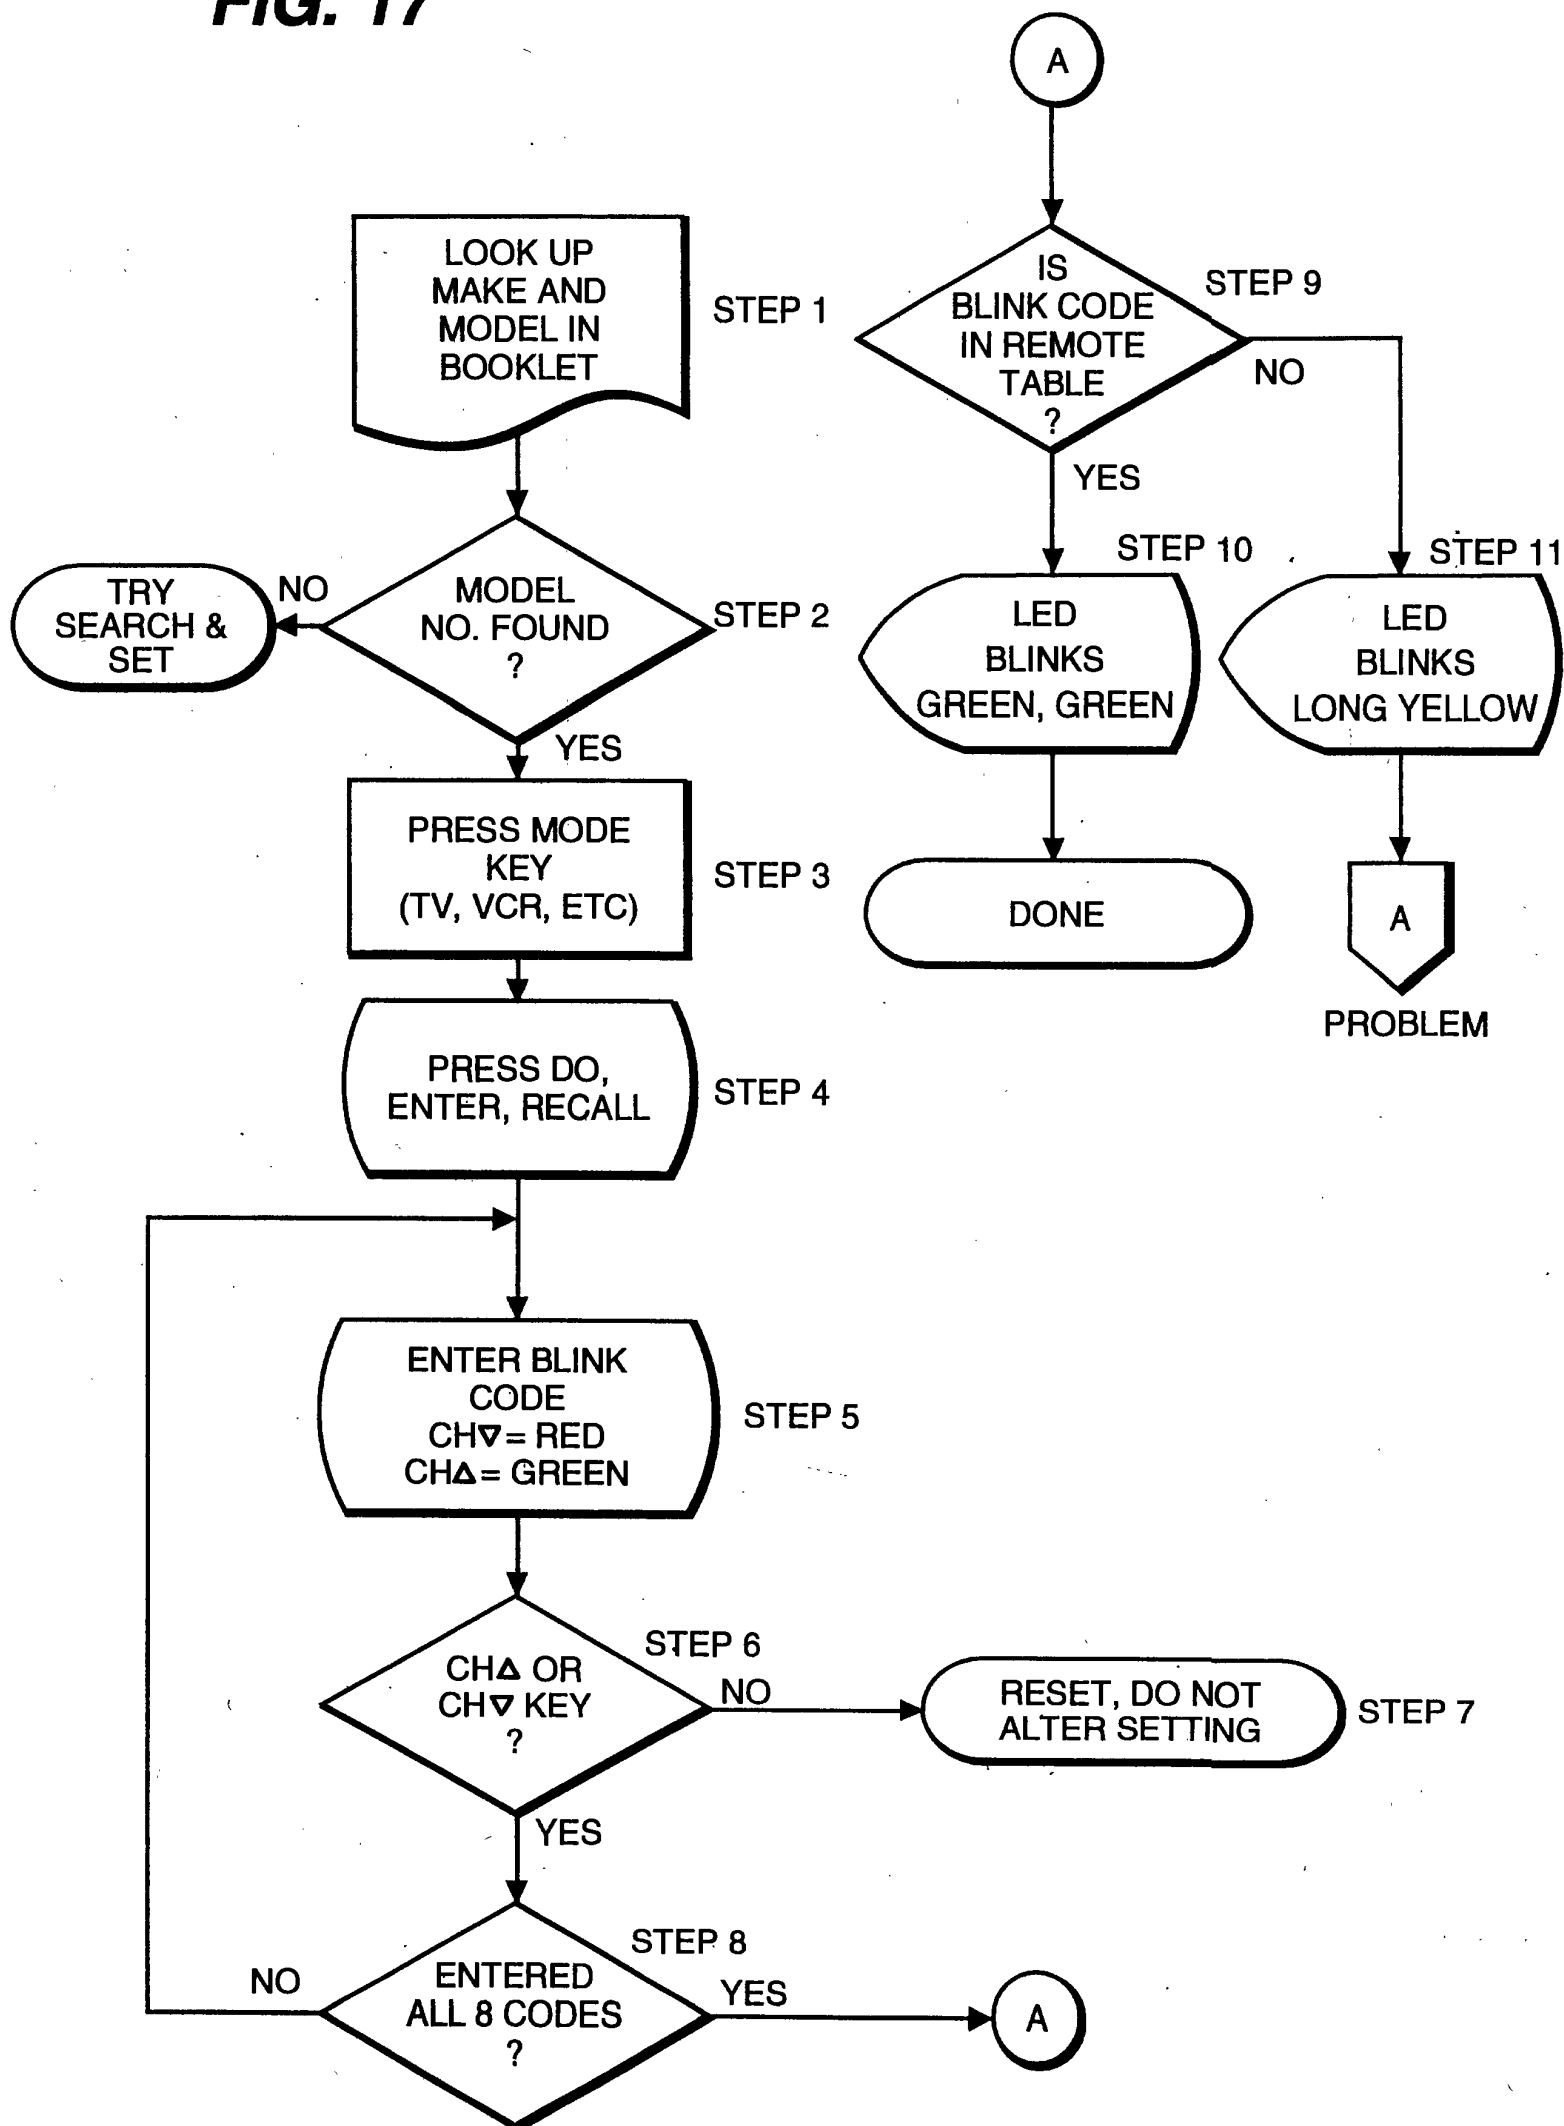 FIG. 17
LOOK UP
MAKE AND
MODEL IN
BOOKLET
STEP 1
MODEL
NO. FOUND
?
STEP 2
NO
TRY
SEARCH &
SET
YES
PRESS MODE
KEY
(TV, VCR, ETC)
STEP 3
PRESS DO,
ENTER, RECALL
STEP 4
ENTER BLINK
CODE
CH▽= RED
CH△= GREEN
STEP 5
CH△ OR
CH▽ KEY
?
STEP 6
NO
RESET, DO NOT
ALTER SETTING
STEP 7
YES
ENTERED
ALL 8 CODES
?
STEP 8
NO
YES
A
A
IS
BLINK CODE
IN REMOTE
TABLE
?
STEP 9
NO
YES
STEP 10
LED
BLINKS
GREEN, GREEN
DONE
STEP 11
LED
BLINKS
LONG YELLOW
A
PROBLEM